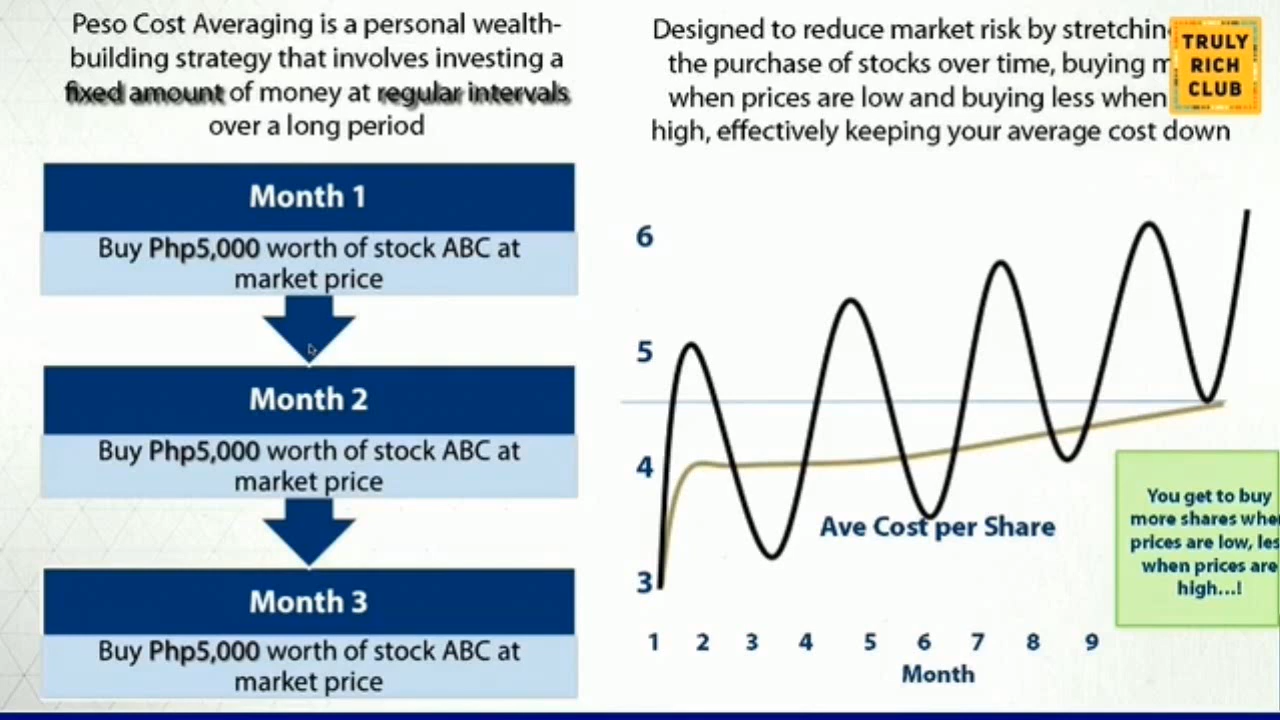 Peso Cost Averaging is a personal wealth-
building strategy that involves investing a
fixed amount of money at regular intervals
over a long period
Month 1
Buy Php5,000 worth of stock ABC at
market price
Month 2
Buy Php5,000 worth of stock ABC at
market price
Month 3
Buy Php5,000 worth of stock ABC at
market price
Designed to reduce market risk by stretchin
the purchase of stocks over time, buying m
when prices are low and buying less when
high, effectively keeping your average cost down
TRULY
RICH
CLUB
6
5
4
3
Ave Cost per Share
1 2 3 4 5 6 7 8 9
Month
You get to buy
more shares whe
prices are low, les
when prices are
high...!